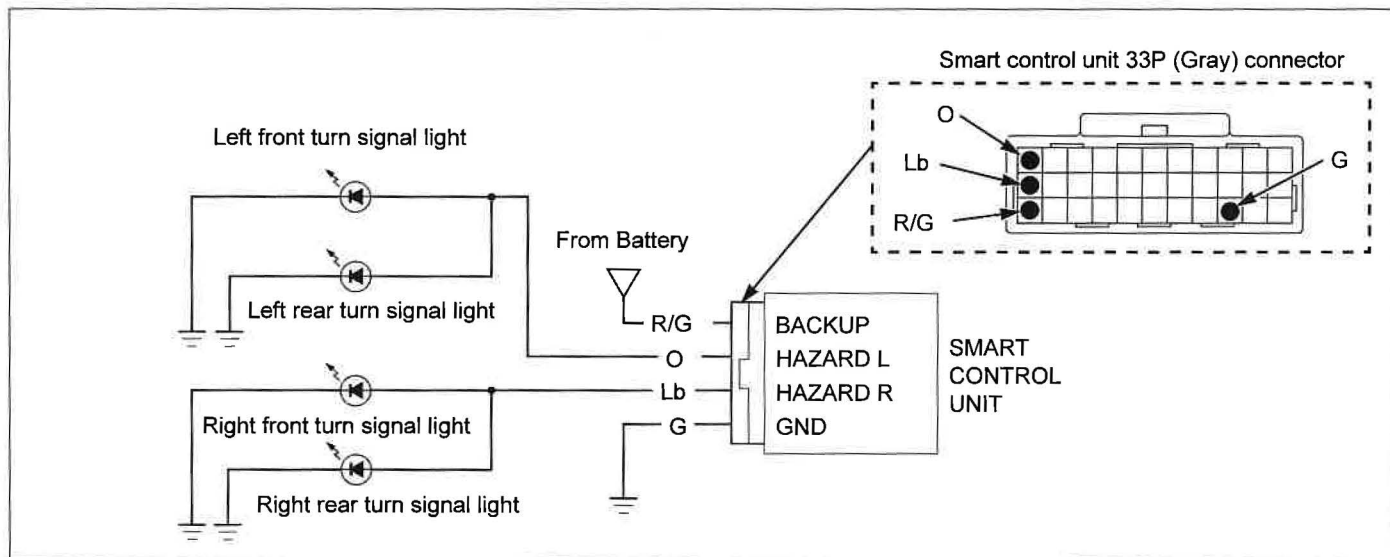 Smart control unit 33P (Gray) connector
O
Lb
R/G
G
Left front turn signal light
Left rear turn signal light
From Battery
R/G
O
Lb
G
BACKUP
HAZARD L
HAZARD R
GND
SMART
CONTROL
UNIT
Right front turn signal light
Right rear turn signal light